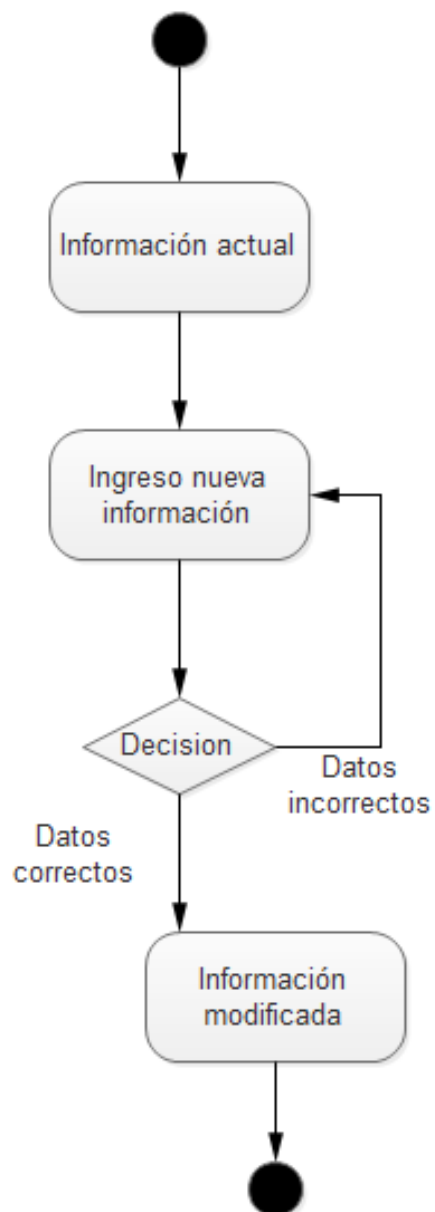 Información actual
Ingreso nueva
información
Decision
Datos
incorrectos
Datos
correctos
Información
modificada